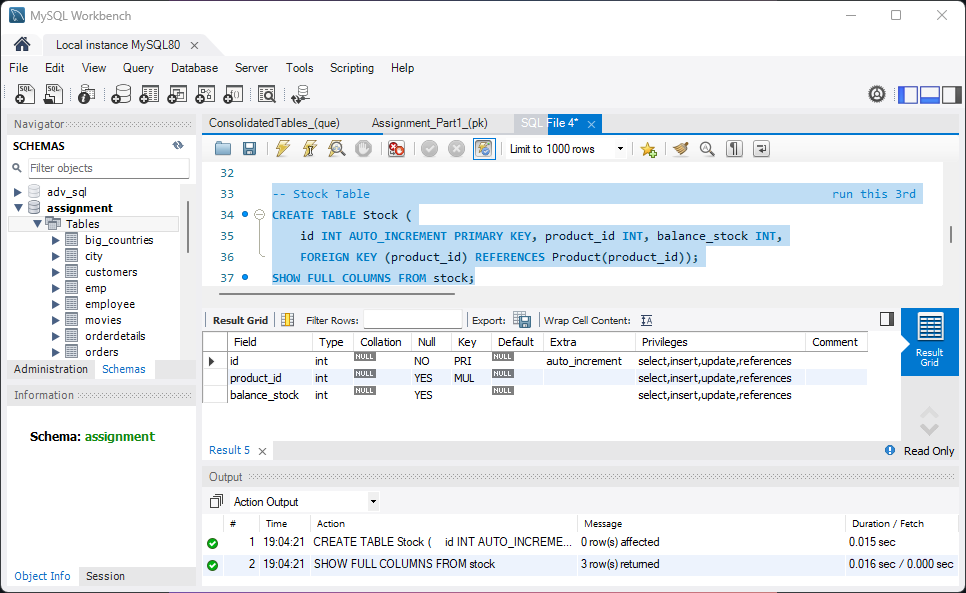 MySQL Workbench
Local instance MySQL80
File Edit View Query Database Server Tools Scripting Help
Navigator
SCHEMAS
Filter objects
adv_sql
assignment
Tables
big_countries
city
customers
emp
employee
movies
orderdetails
orders
Administration Schemas
Information
Schema: assignment
Object Info Session
ConsolidatedTables_(que) Assignment_Part1_(pk) SQL File 4*
Limit to 1000 rows
32
33 -- Stock Table run this 3rd
34 CREATE TABLE Stock (
35 id INT AUTO_INCREMENT PRIMARY KEY, product_id INT, balance_stock INT,
36 FOREIGN KEY (product_id) REFERENCES Product(product_id));
37 SHOW FULL COLUMNS FROM stock;
Result Grid Filter Rows: Export: Wrap Cell Content:
Field Type Collation Null Key Default Extra Privileges Comment
id int NULL NO PRI NULL auto_increment select,insert,update,references
product_id int NULL YES MUL NULL select,insert,update,references
balance_stock int NULL YES NULL select,insert,update,references
Result Grid
Result 5 Read Only
Output
Action Output
# Time Action Message Duration / Fetch
1 19:04:21 CREATE TABLE Stock ( id INT AUTO_INCREME... 0 row(s) affected 0.015 sec
2 19:04:21 SHOW FULL COLUMNS FROM stock 3 row(s) returned 0.016 sec / 0.000 sec